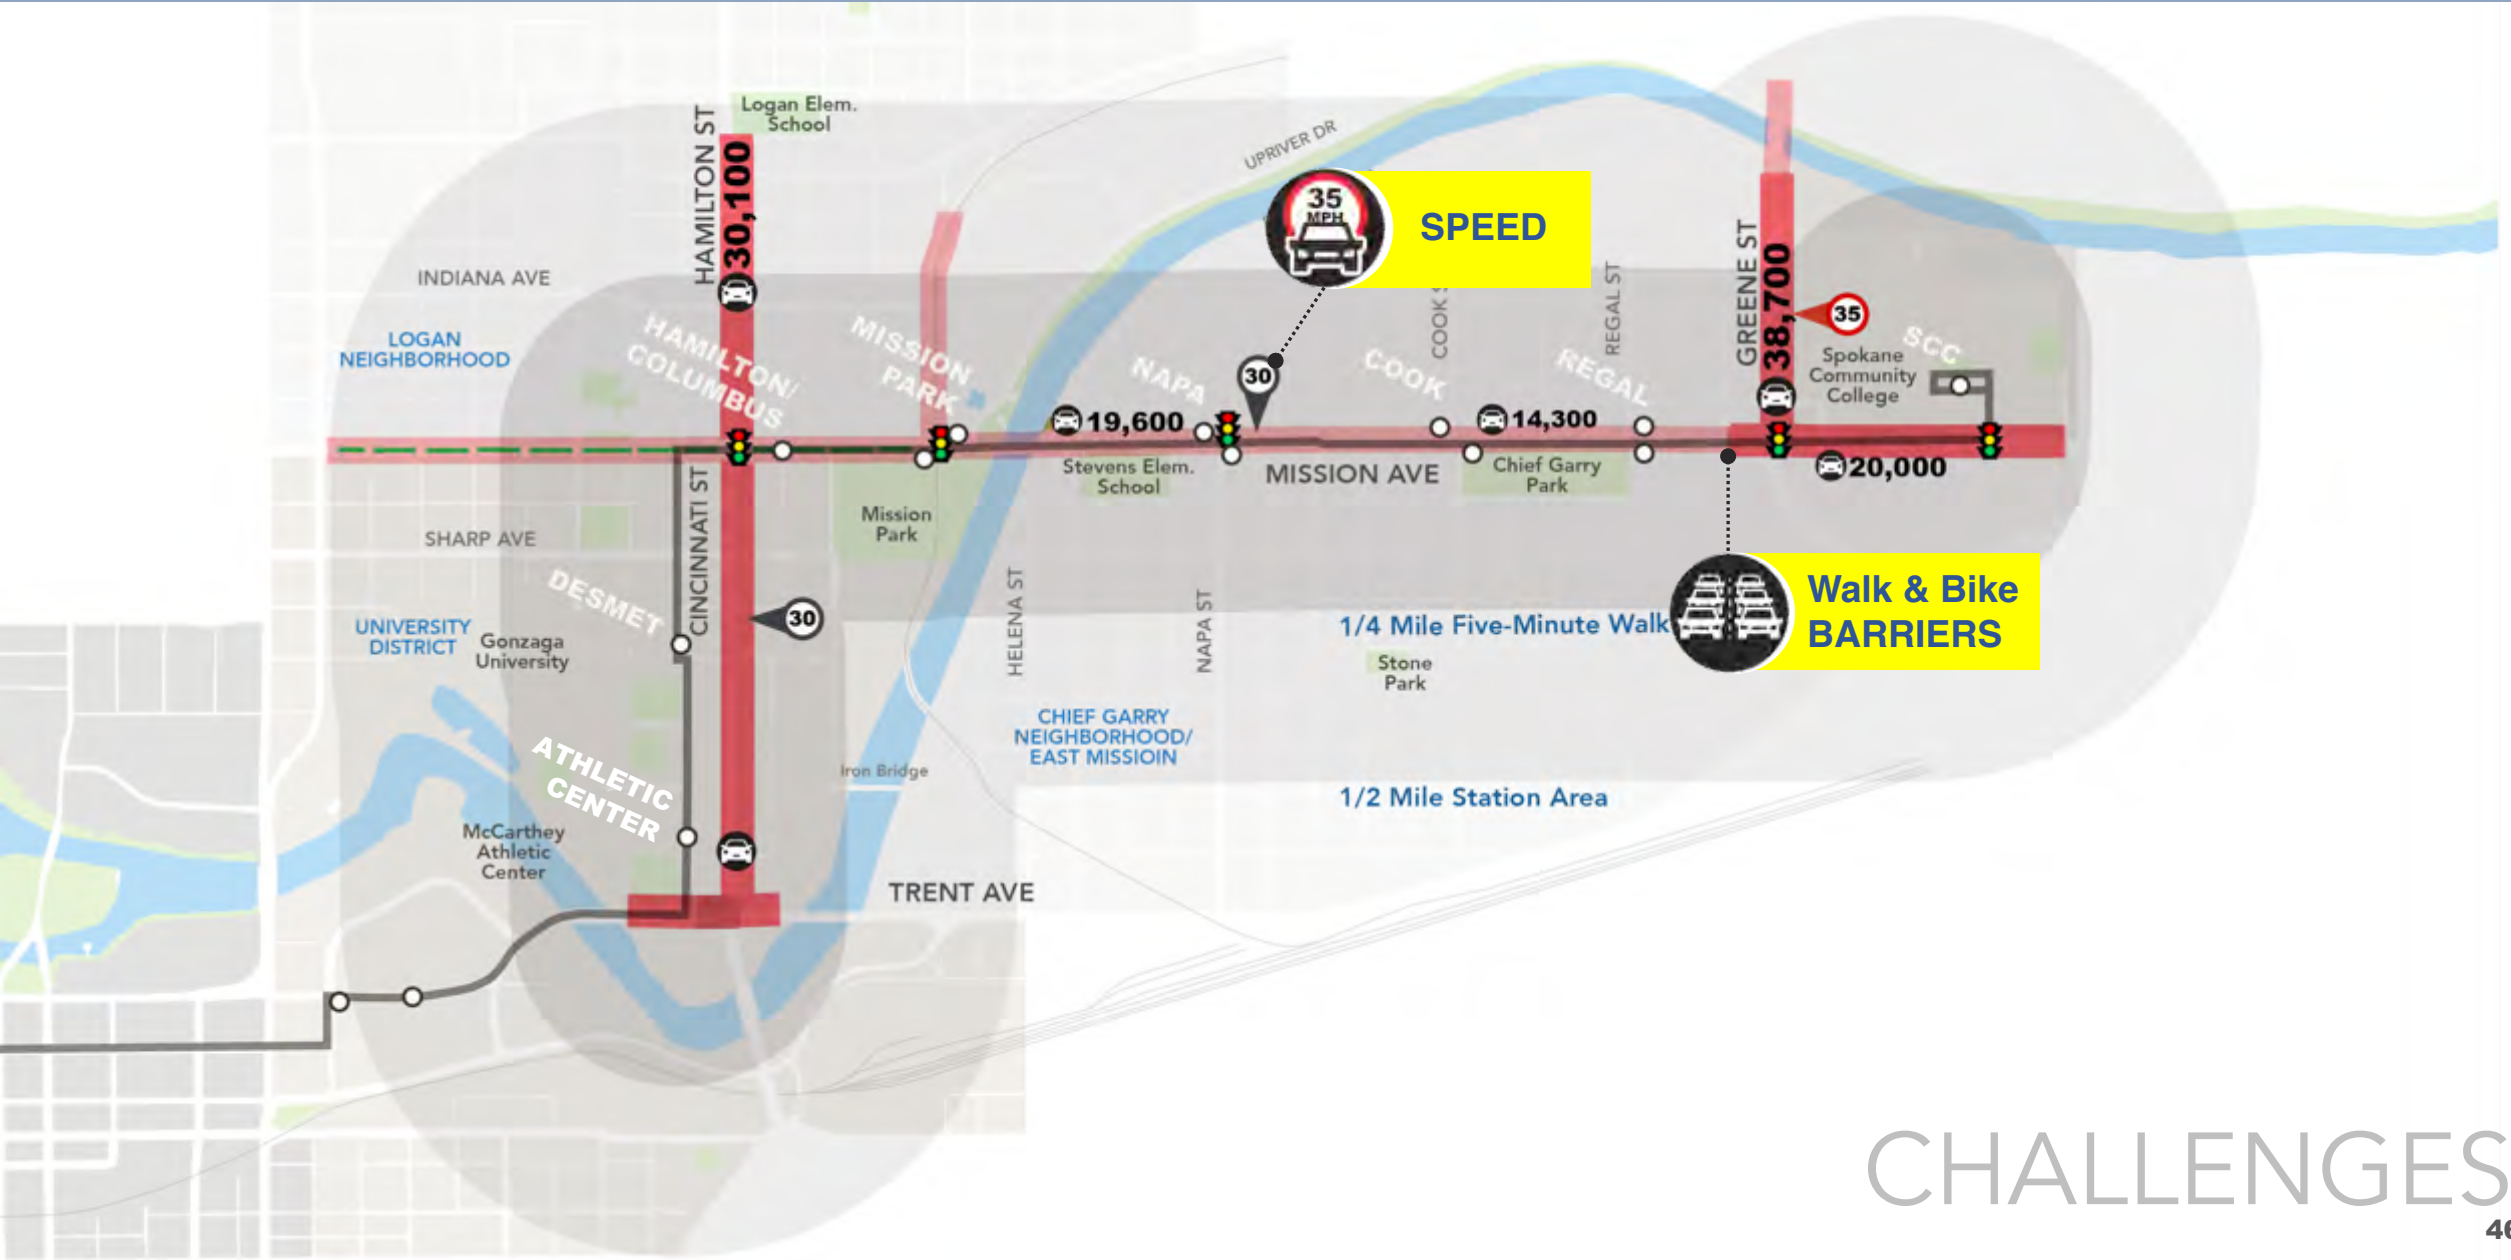 Logan Elem.
School
HAMILTON ST
30,100
UPRIVER DR
35
MPH
SPEED
INDIANA AVE
LOGAN
NEIGHBORHOOD
HAMILTON/
COLUMBUS
MISSION
PARK
NAPA
30
COOK
COOK S
REGAL
REGAL ST
GREENE ST
38,700
35
SCC
Spokane
Community
College
19,600
14,300
20,000
Stevens Elem.
School
MISSION AVE
Chief Garry
Park
Mission
Park
SHARP AVE
CINCINNATI ST
DESMET
30
HELENA ST
NAPA ST
UNIVERSITY
DISTRICT
Gonzaga
University
1/4 Mile Five-Minute Walk
Walk & Bike
BARRIERS
Stone
Park
CHIEF GARRY
NEIGHBORHOOD/
EAST MISSIOIN
ATHLETIC
CENTER
Iron Bridge
1/2 Mile Station Area
McCarthey
Athletic
Center
TRENT AVE
CHALLENGES
46